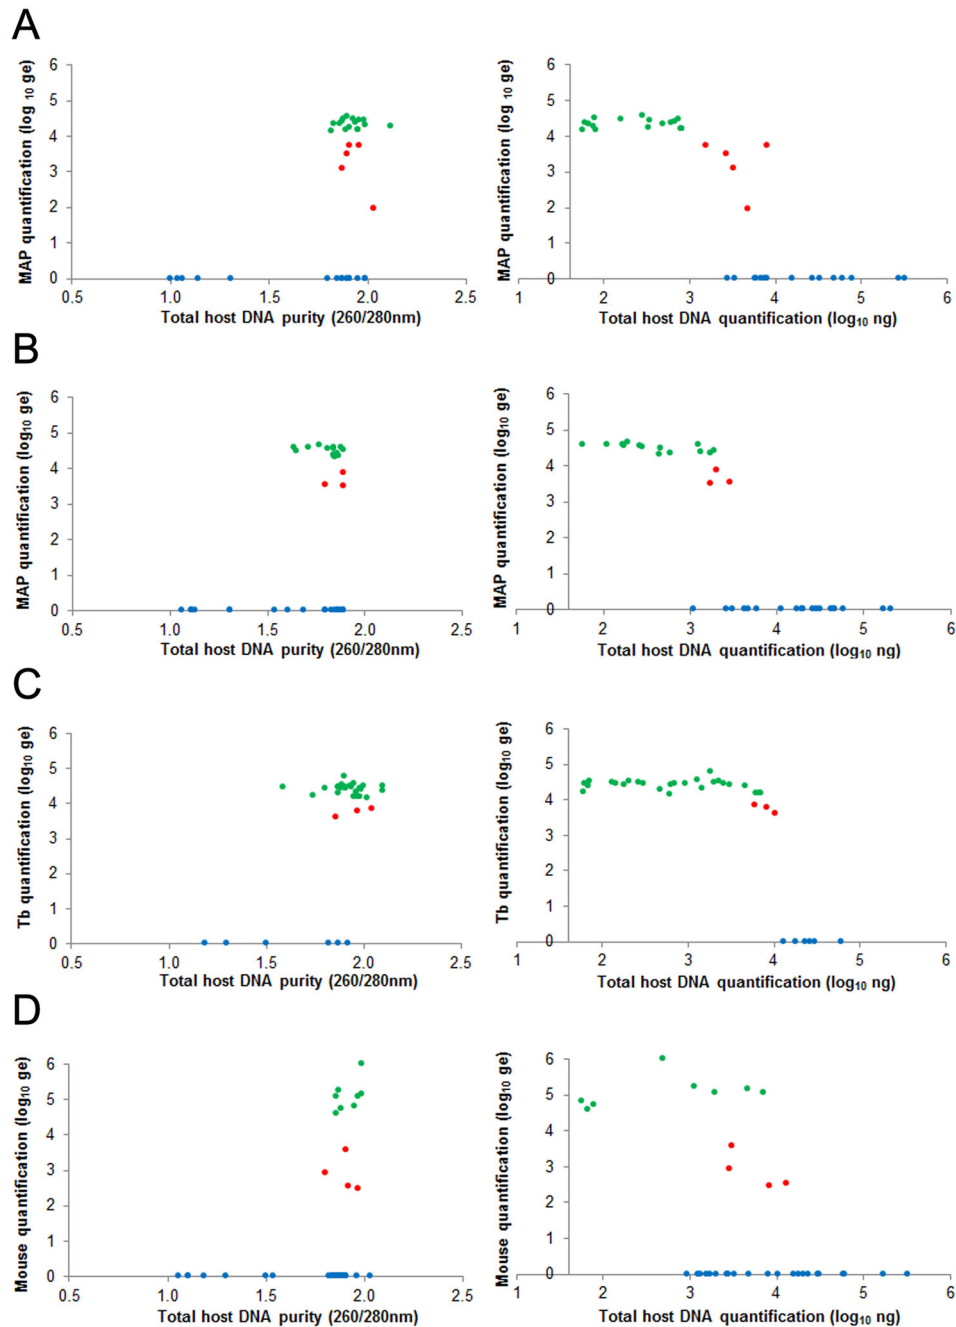 A
MAP quantification (log 10 ge)
6
5
4
3
2
1
0
0.5 1.0 1.5 2.0 2.5
Total host DNA purity (260/280nm)
MAP quantification (log 10 ge)
6
5
4
3
2
1
0
1 2 3 4 5 6
Total host DNA quantification (log10 ng)
B
MAP quantification (log10 ge)
6
5
4
3
2
1
0
0.5 1.0 1.5 2.0 2.5
Total host DNA purity (260/280nm)
MAP quantification (log10 ge)
6
5
4
3
2
1
0
1 2 3 4 5 6
Total host DNA quantification (log10 ng)
C
Tb quantification (log10 ge)
6
5
4
3
2
1
0
0.5 1.0 1.5 2.0 2.5
Total host DNA purity (260/280nm)
Tb quantification (log10 ge)
6
5
4
3
2
1
0
1 2 3 4 5 6
Total host DNA quantification (log10 ng)
D
Mouse quantification (log10 ge)
6
5
4
3
2
1
0
0.5 1.0 1.5 2.0 2.5
Total host DNA purity (260/280nm)
Mouse quantification (log10 ge)
6
5
4
3
2
1
0
1 2 3 4 5 6
Total host DNA quantification (log10 ng)